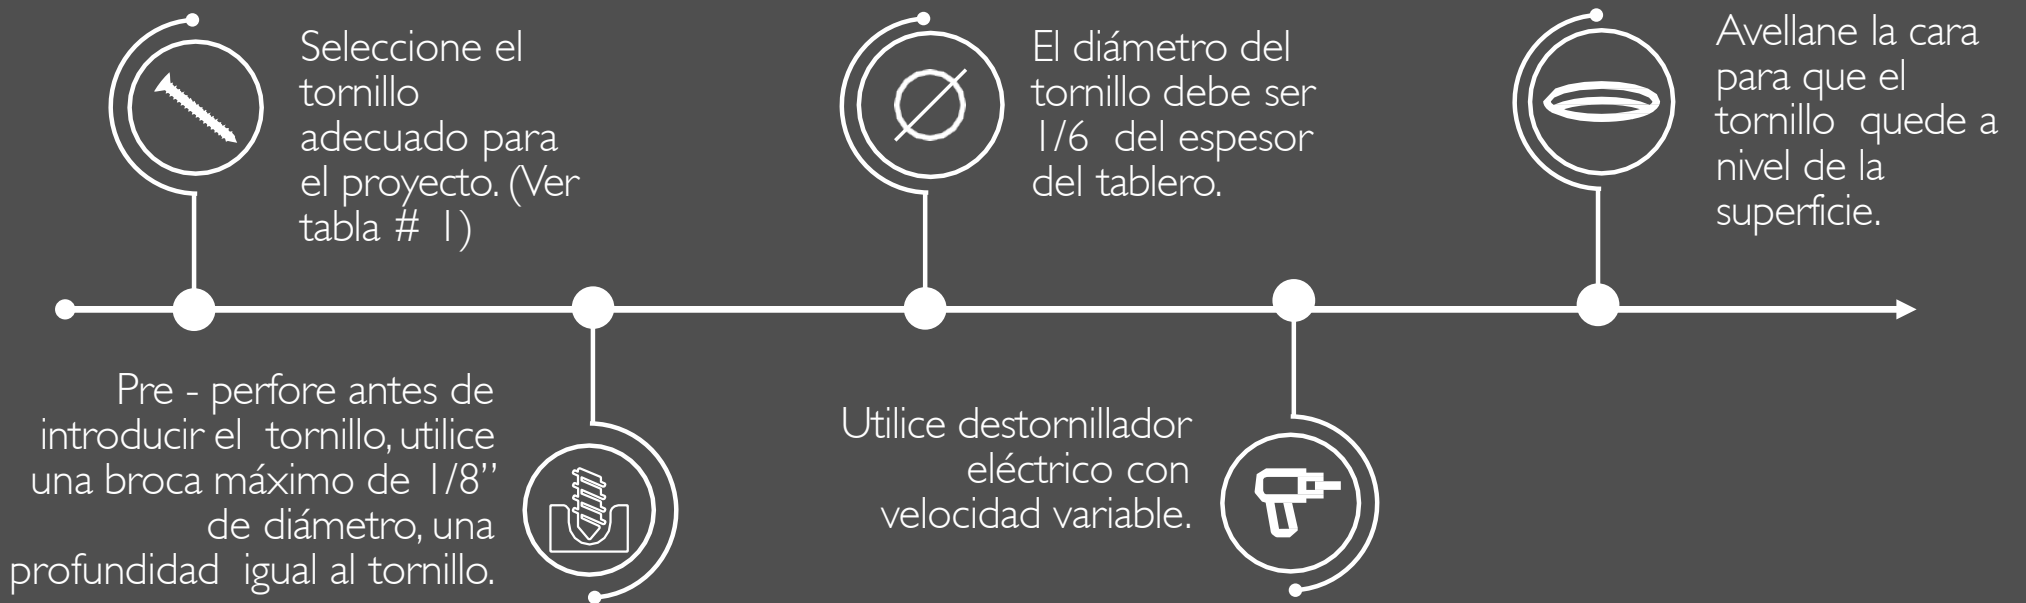 Seleccione el
tornillo
adecuado para
el proyecto. (Ver
tabla # 1)
Pre - perfore antes de
introducir el tornillo, utilice
una broca máximo de 1/8”
de diámetro, una
profundidad igual al tornillo.
El diámetro del
tornillo debe ser
1/6 del espesor
del tablero.
Utilice destornillador
eléctrico con
velocidad variable.
Avellane la cara
para que el
tornillo quede a
nivel de la
superficie.